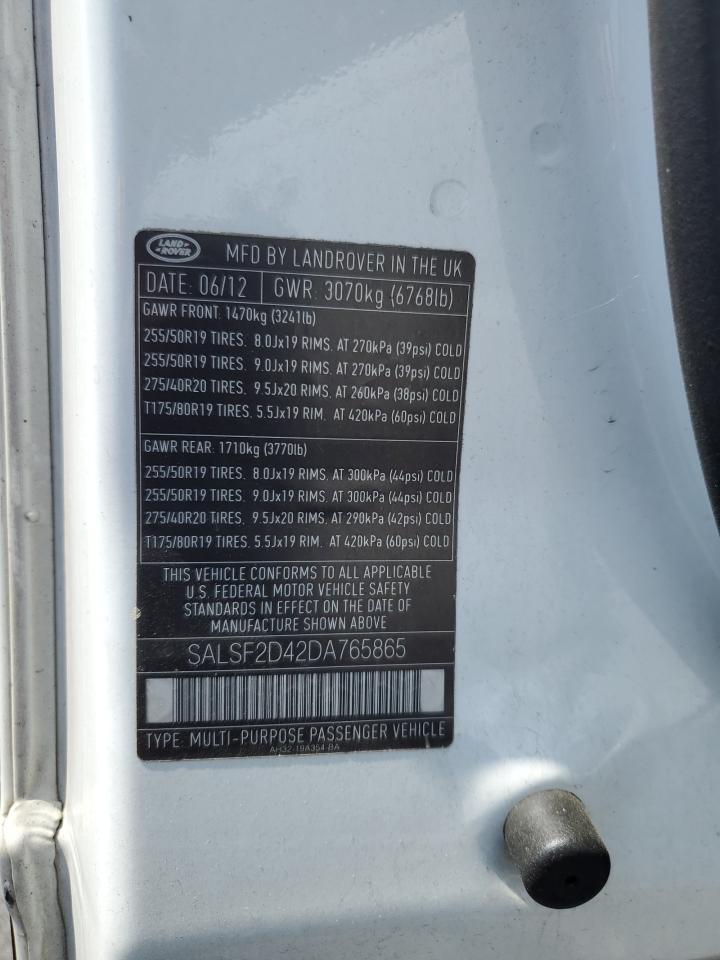 LAND ROVER
MFD BY LANDROVER IN THE UK
DATE: 06/12 GWR: 3070kg (6768lb)
GAWR FRONT: 1470kg (3241lb)
255/50R19 TIRES. 8.0Jx19 RIMS. AT 270kPa (39psi) COLD
255/50R19 TIRES. 9.0Jx19 RIMS. AT 270kPa (39psi) COLD
275/40R20 TIRES. 9.5Jx20 RIMS. AT 260kPa (38psi) COLD
T175/80R19 TIRES. 5.5Jx19 RIM. AT 420kPa (60psi) COLD
GAWR REAR: 1710kg (3770lb)
255/50R19 TIRES. 8.0Jx19 RIMS. AT 300kPa (44psi) COLD
255/50R19 TIRES. 9.0Jx19 RIMS. AT 300kPa (44psi) COLD
275/40R20 TIRES. 9.5Jx20 RIMS. AT 290kPa (42psi) COLD
T175/80R19 TIRES. 5.5Jx19 RIM. AT 420kPa (60psi) COLD
THIS VEHICLE CONFORMS TO ALL APPLICABLE
U.S. FEDERAL MOTOR VEHICLE SAFETY
STANDARDS IN EFFECT ON THE DATE OF
MANUFACTURE SHOWN ABOVE
SALSF2D42DA765865
TYPE: MULTI-PURPOSE PASSENGER VEHICLE
AH32-19A354-BA